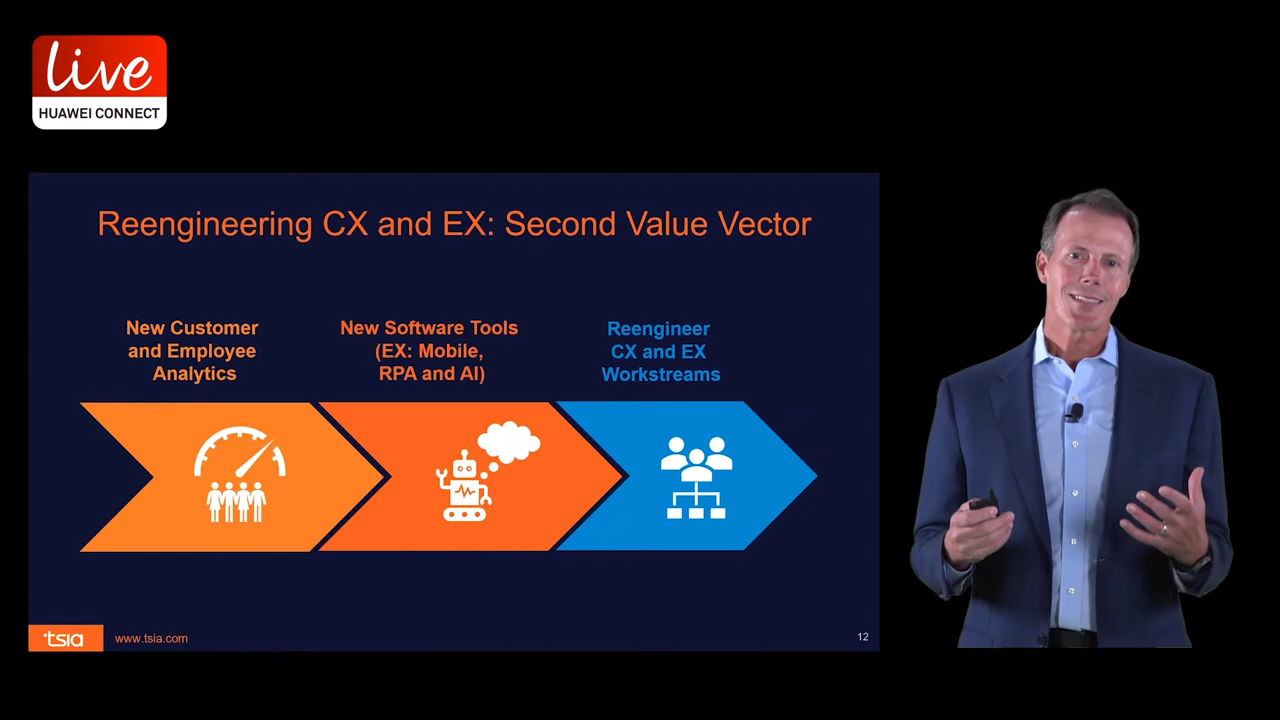 live
HUAWEI CONNECT
Reengineering CX and EX: Second Value Vector
New Customer
and Employee
Analytics
New Software Tools
(EX: Mobile,
RPA and AI)
Reengineer
CX and EX
Workstreams
tsia
www.tsia.com
12